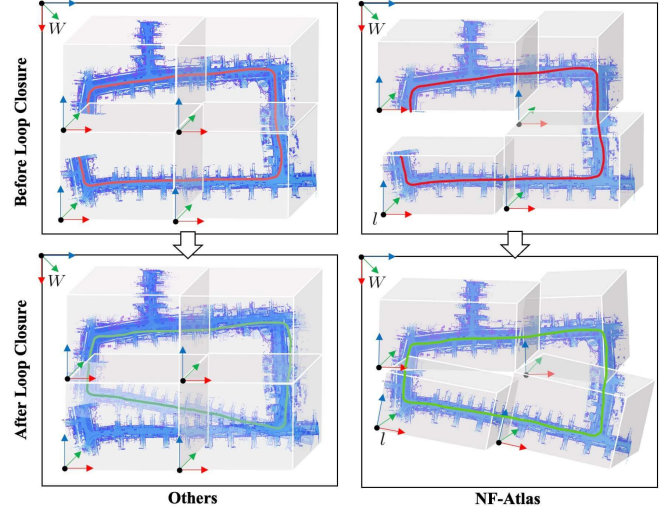 Before Loop Closure
W
W
l
After Loop Closure
W
W
l
Others
NF-Atlas